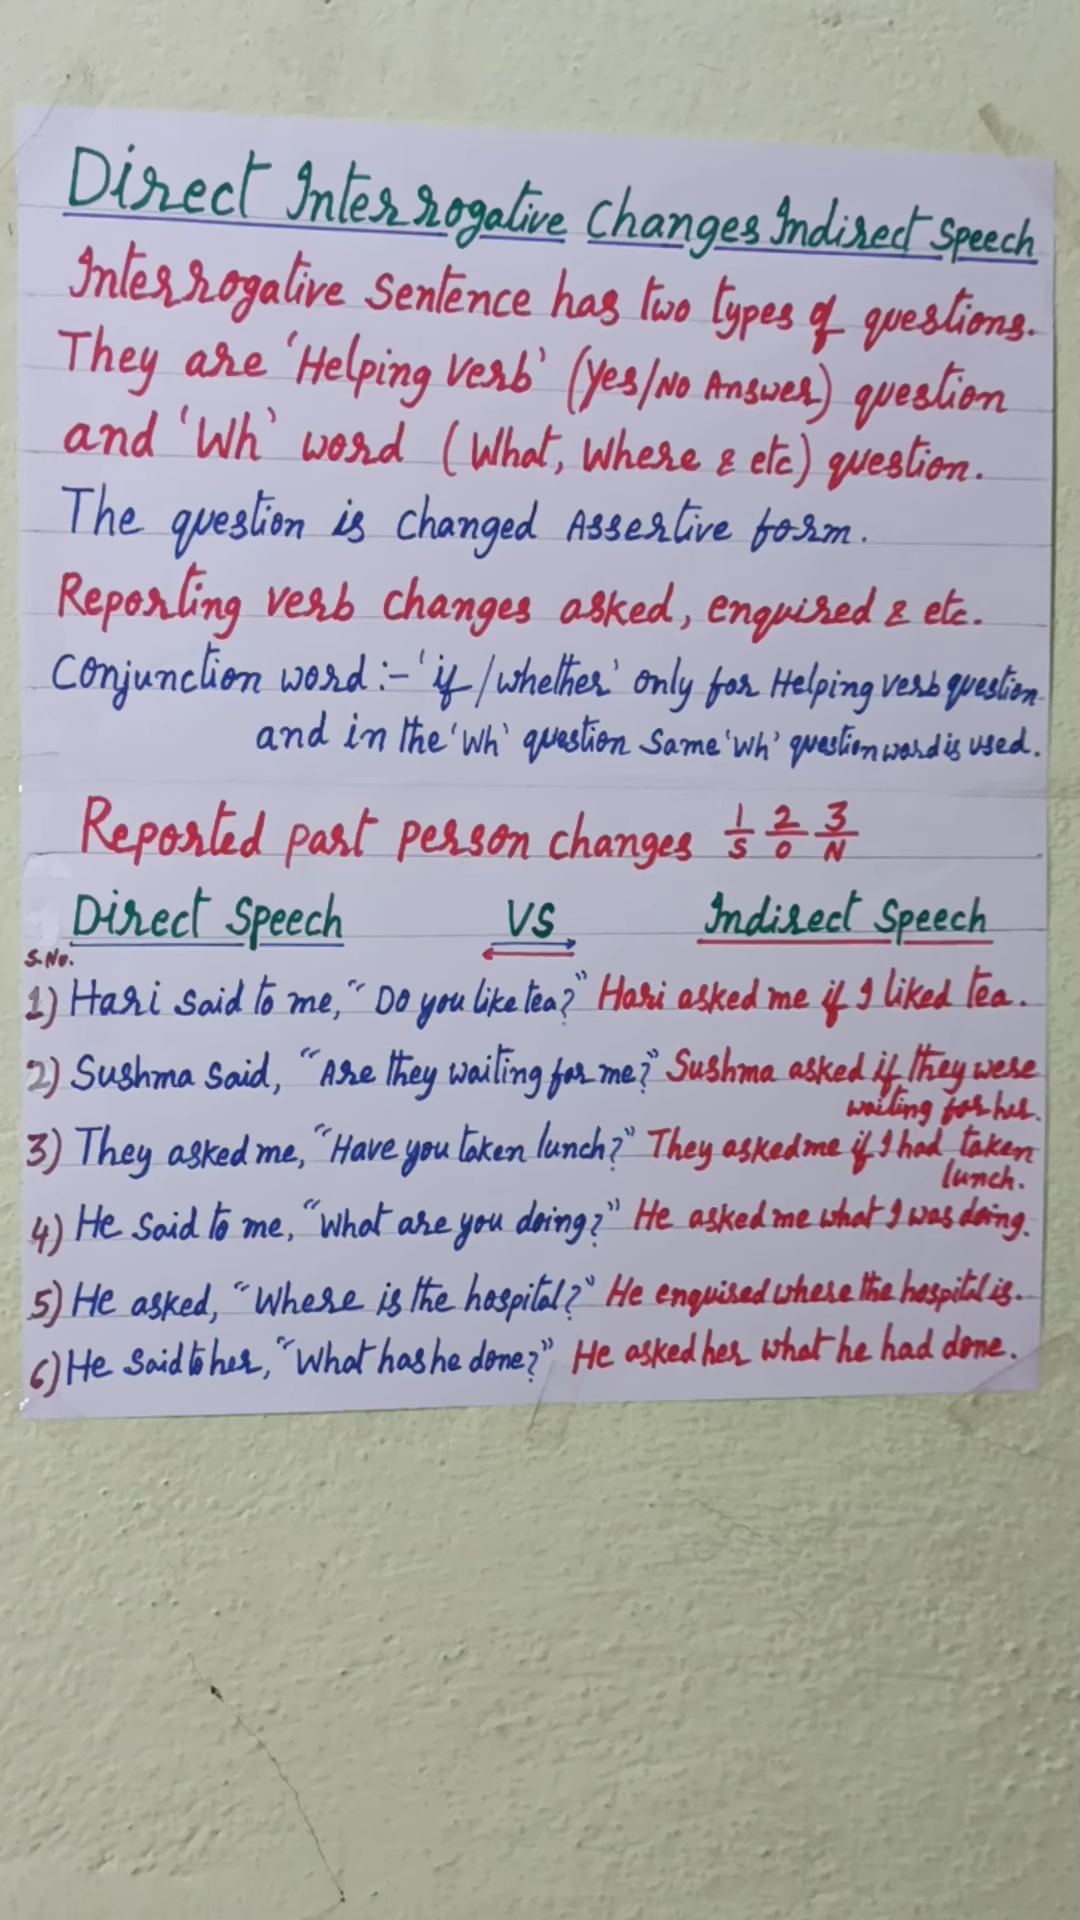 Direct Interrogative Changes Indirect Speech
Interrogative Sentence has two types of questions.
They are 'Helping Verb' (Yes/No Answer) question
and 'Wh' word (What, Where & etc) question.
The question is changed Assertive form.
Reporting verb changes asked, enquired & etc.
Conjunction word :- 'if/whether' only for Helping verb question
and in the 'Wh' question Same 'Wh' question word is used.
Reported part person changes 1/S 2/O 3/N
Direct Speech VS Indirect Speech
S.No.
1) Hari said to me, "Do you like tea?" Hari asked me if I liked tea.
2) Sushma said, "Are they waiting for me?" Sushma asked if they were
waiting for her.
3) They asked me, "Have you taken lunch?" They asked me if I had taken
lunch.
4) He said to me, "What are you doing?" He asked me what I was doing.
5) He asked, "Where is the hospital?" He enquired where the hospital is.
6) He said to her, "What has he done?" He asked her what he had done.